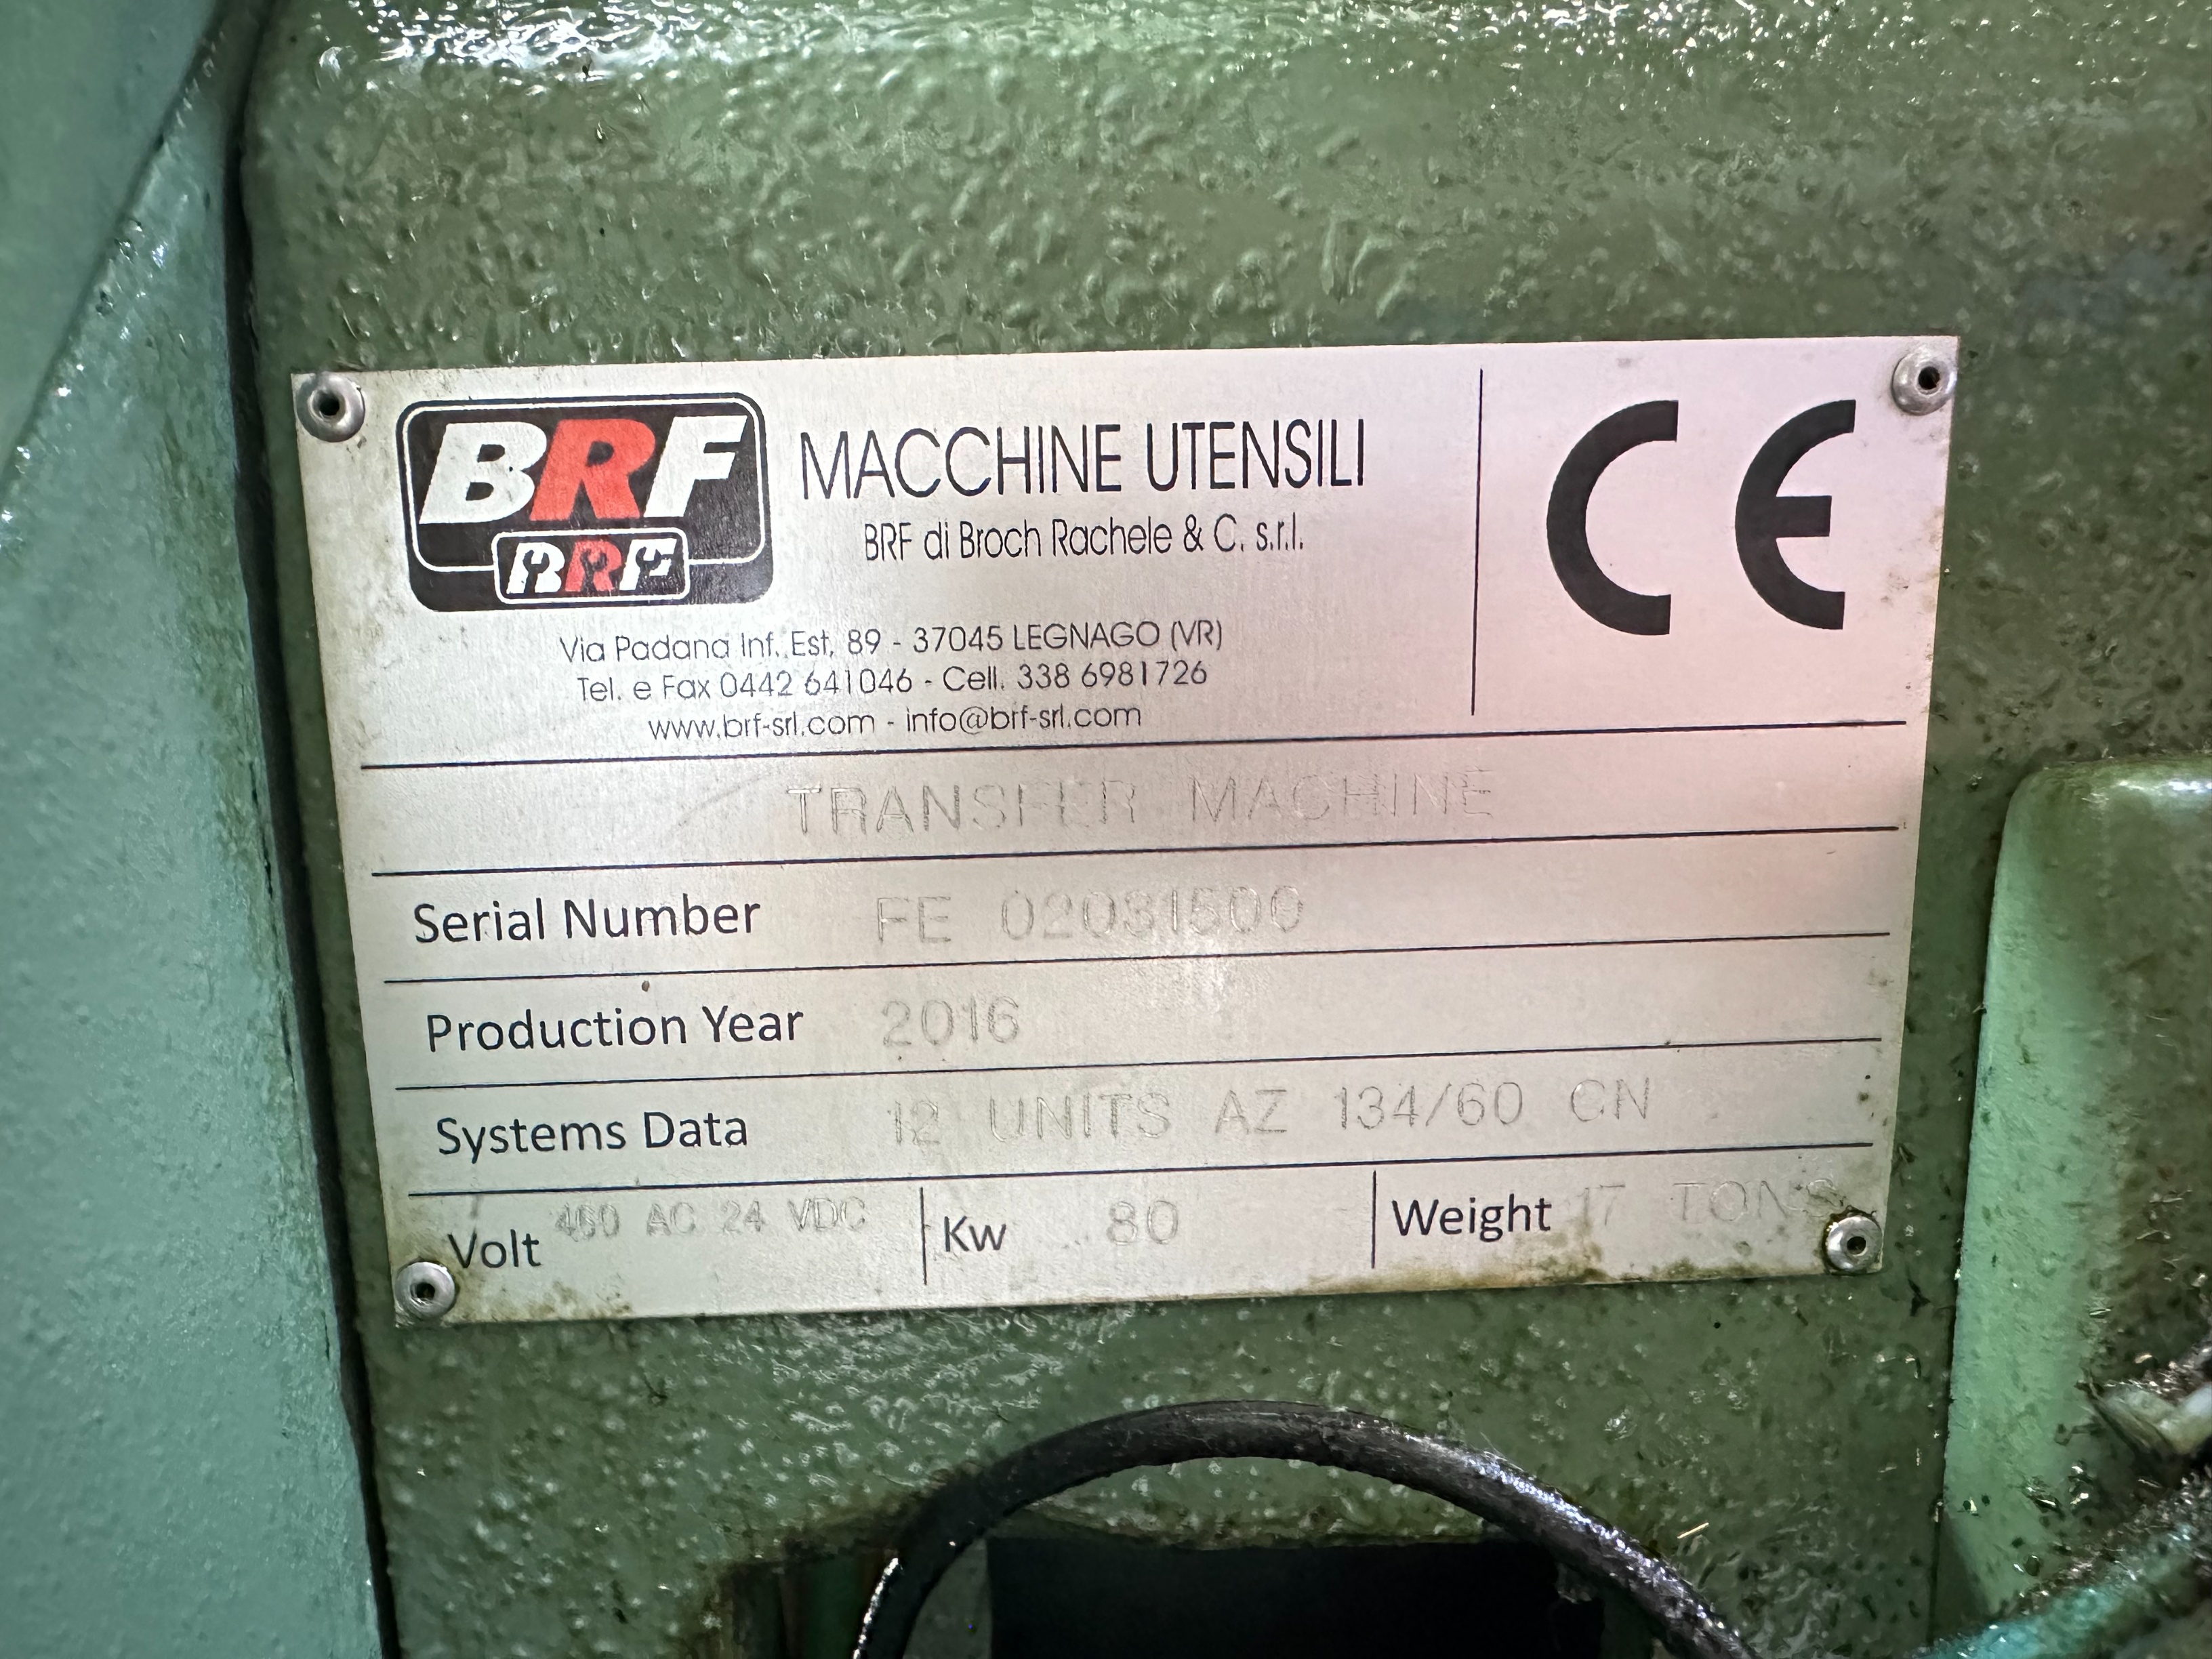 BRF
BRF
MACCHINE UTENSILI
BRF di Broch Rachele & C. s.r.l.
CE
Via Padana Inf. Est, 89 - 37045 LEGNAGO (VR)
Tel. e Fax 0442 641046 - Cell. 338 6981726
www.brf-srl.com - info@brf-srl.com
TRANSFER MACHINE
Serial Number FE 02031500
Production Year 2016
Systems Data 12 UNITS AZ 134/60 CN
Volt 460 AC 24 VDC Kw 80 Weight 17 TONS